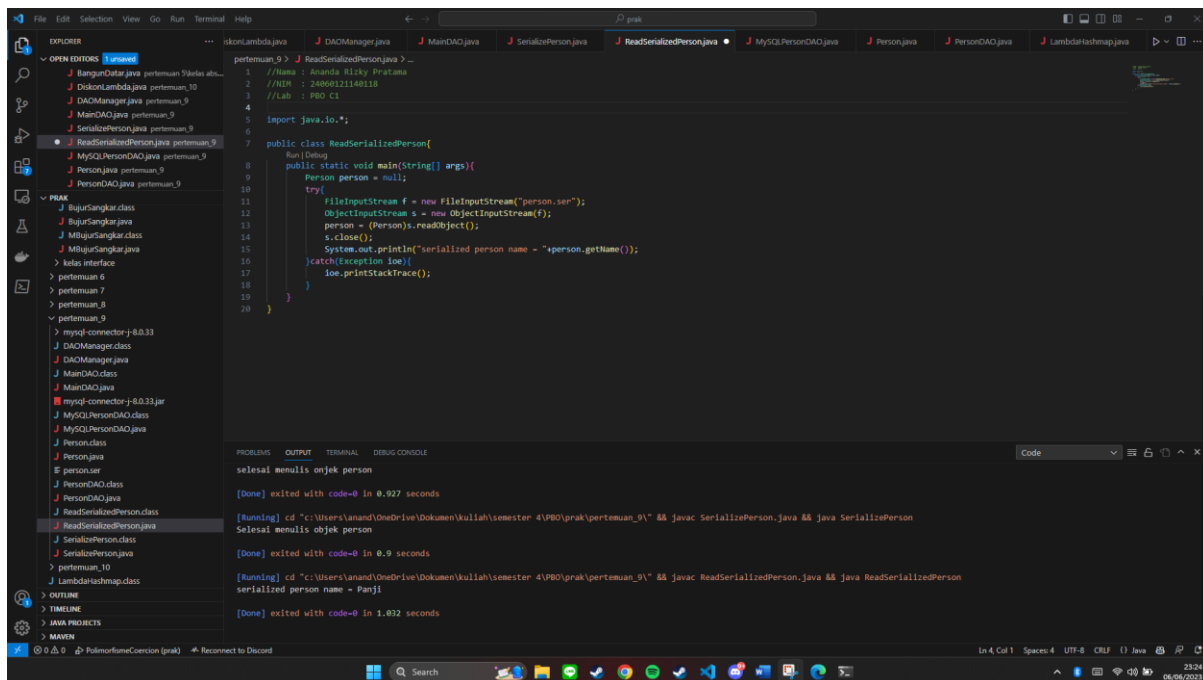 File Edit Selection View Go Run Terminal Help
prak
EXPLORER
OPEN EDITORS 1 unsaved
BangunDatar.java pertemuan 5\kelas abs...
DiskonLambda.java pertemuan_10
DAOManager.java pertemuan_9
MainDAO.java pertemuan_9
SerializePerson.java pertemuan_9
ReadSerializedPerson.java pertemuan_9
MySQLPersonDAO.java pertemuan_9
Person.java pertemuan_9
PersonDAO.java pertemuan_9
PRAK
BujurSangkar.class
BujurSangkar.java
MBujurSangkar.class
MBujurSangkar.java
kelas interface
pertemuan 6
pertemuan 7
pertemuan_8
pertemuan_9
mysql-connector-j-8.0.33
DAOManager.class
DAOManager.java
MainDAO.class
MainDAO.java
mysql-connector-j-8.0.33.jar
MySQLPersonDAO.class
MySQLPersonDAO.java
Person.class
Person.java
person.ser
PersonDAO.class
PersonDAO.java
ReadSerializedPerson.class
ReadSerializedPerson.java
SerializePerson.class
SerializePerson.java
pertemuan_10
LambdaHashmap.class
OUTLINE
TIMELINE
JAVA PROJECTS
MAVEN
iskonLambda.java DAOManager.java MainDAO.java SerializePerson.java ReadSerializedPerson.java MySQLPersonDAO.java Person.java PersonDAO.java LambdaHashmap.java
pertemuan_9 > ReadSerializedPerson.java > ...
1 //Nama : Ananda Rizky Pratama
2 //NIM : 24060121140118
3 //Lab : PBO C1
4
5 import java.io.*;
6
7 public class ReadSerializedPerson{
Run | Debug
8 public static void main(String[] args){
9 Person person = null;
10 try{
11 FileInputStream f = new FileInputStream("person.ser");
12 ObjectInputStream s = new ObjectInputStream(f);
13 person = (Person)s.readObject();
14 s.close();
15 System.out.println("serialized person name = "+person.getName());
16 }catch(Exception ioe){
17 ioe.printStackTrace();
18 }
19 }
20 }
PROBLEMS OUTPUT TERMINAL DEBUG CONSOLE
Code
selesai menulis onjek person
[Done] exited with code=0 in 0.927 seconds
[Running] cd "c:\Users\anand\OneDrive\Dokumen\kuliah\semester 4\PBO\prak\pertemuan_9\" && javac SerializePerson.java && java SerializePerson
Selesai menulis objek person
[Done] exited with code=0 in 0.9 seconds
[Running] cd "c:\Users\anand\OneDrive\Dokumen\kuliah\semester 4\PBO\prak\pertemuan_9\" && javac ReadSerializedPerson.java && java ReadSerializedPerson
serialized person name = Panji
[Done] exited with code=0 in 1.032 seconds
0 0 PolimorfismeCoercion (prak) Reconnect to Discord
Ln 4, Col 1 Spaces: 4 UTF-8 CRLF {} Java
Search
23:24
06/06/2023